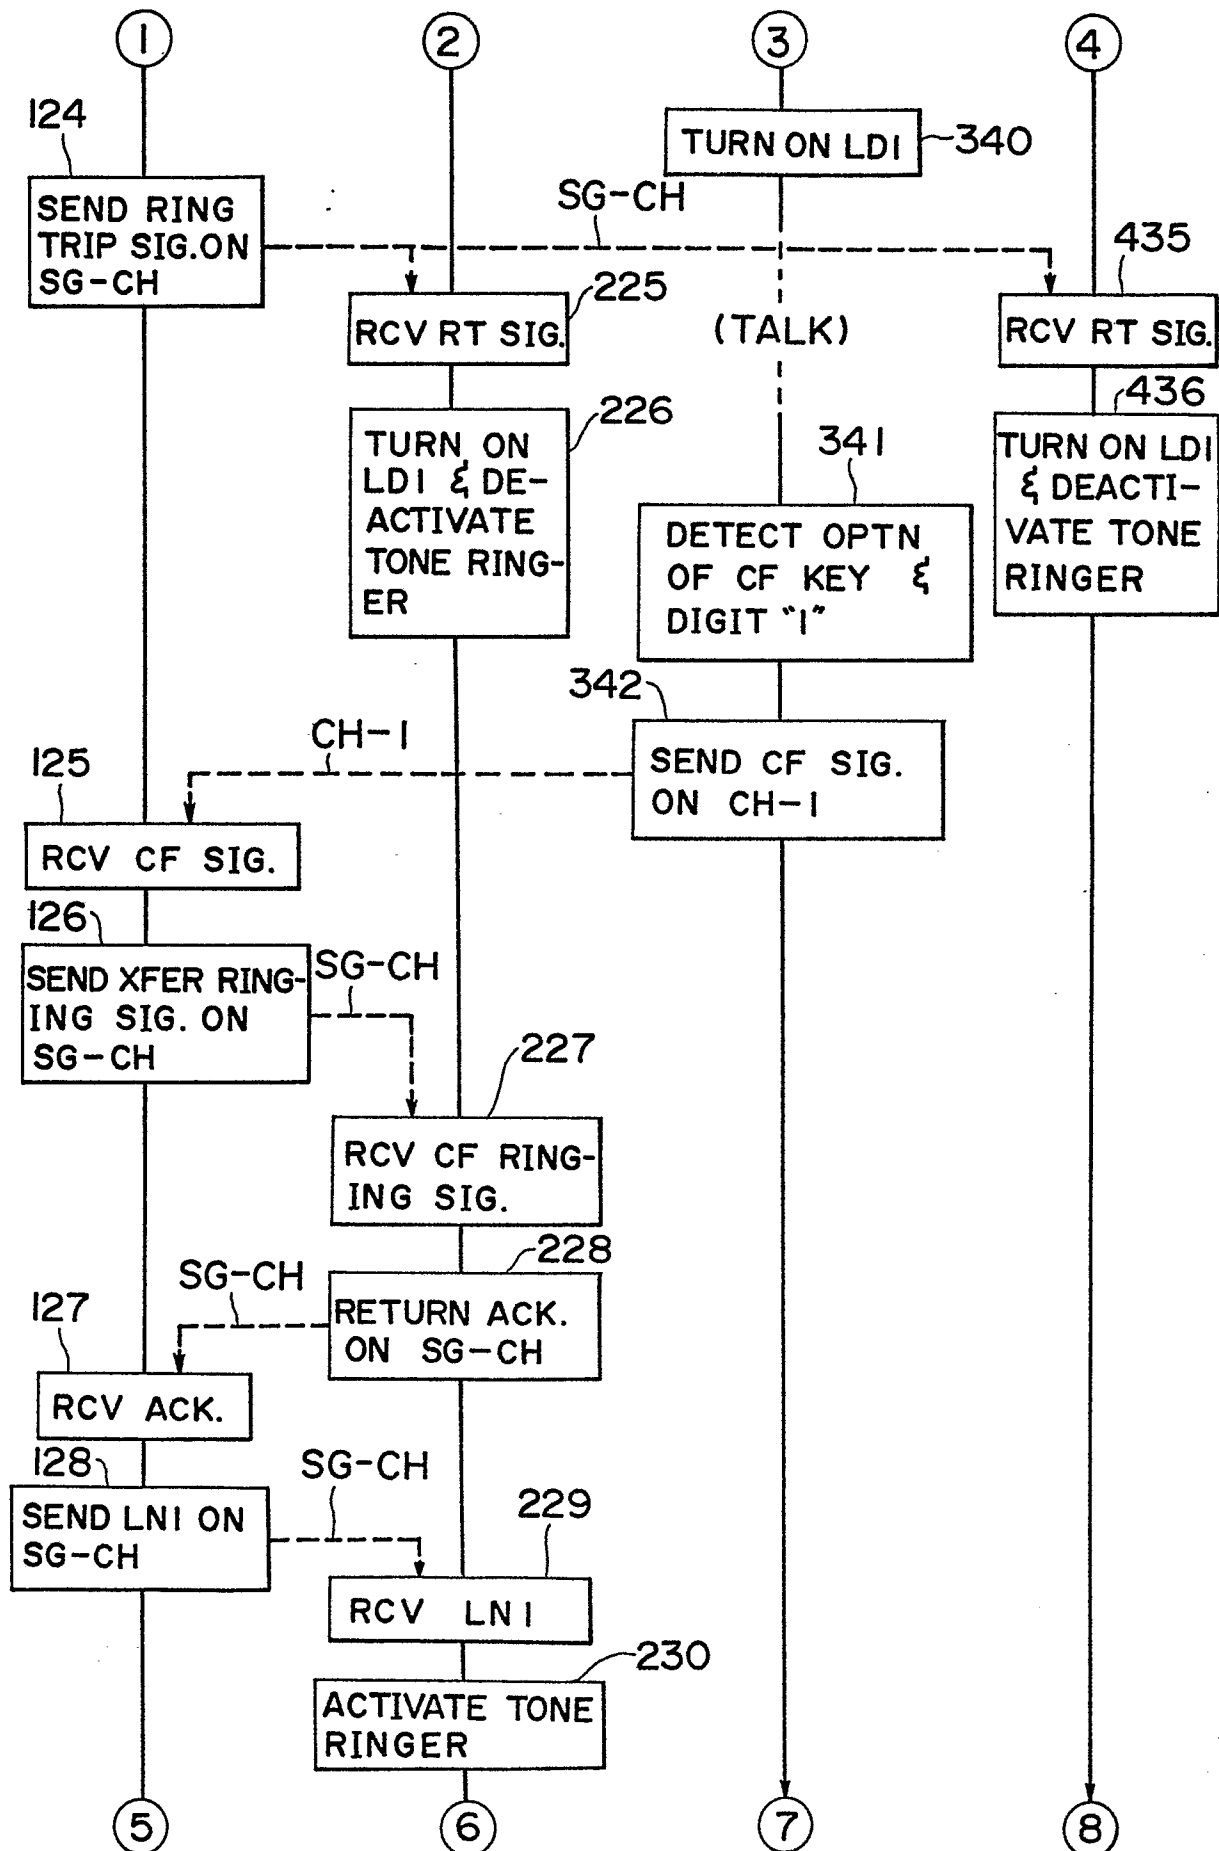 1
2
3
4
124
SEND RING
TRIP SIG. ON
SG-CH
SG-CH
TURN ON LD1
340
225
RCV RT SIG.
(TALK)
435
RCV RT SIG.
226
TURN ON
LD1 & DE-
ACTIVATE
TONE RING-
ER
436
TURN ON LD1
& DEACTI-
VATE TONE
RINGER
341
DETECT OPTN
OF CF KEY &
DIGIT "1"
342
SEND CF SIG.
ON CH-1
CH-1
125
RCV CF SIG.
126
SEND XFER RING-
ING SIG. ON
SG-CH
SG-CH
227
RCV CF RING-
ING SIG.
228
RETURN ACK.
ON SG-CH
SG-CH
127
RCV ACK.
128
SEND LN1 ON
SG-CH
SG-CH
229
RCV LN1
230
ACTIVATE TONE
RINGER
5
6
7
8